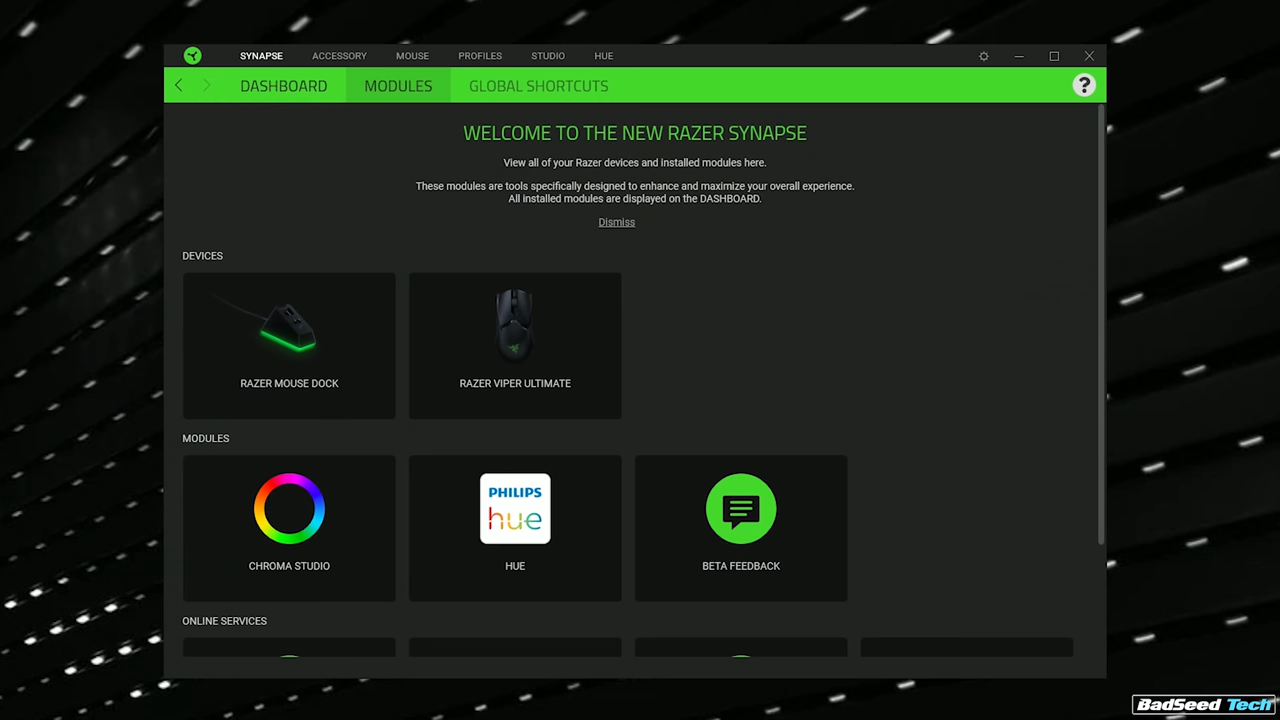 SYNAPSE ACCESSORY MOUSE PROFILES STUDIO HUE
DASHBOARD MODULES GLOBAL SHORTCUTS ?
WELCOME TO THE NEW RAZER SYNAPSE
View all of your Razer devices and installed modules here.
These modules are tools specifically designed to enhance and maximize your overall experience.
All installed modules are displayed on the DASHBOARD.
Dismiss
DEVICES
RAZER MOUSE DOCK
RAZER VIPER ULTIMATE
MODULES
PHILIPS
hue
CHROMA STUDIO
HUE
BETA FEEDBACK
ONLINE SERVICES
BadSeed Tech